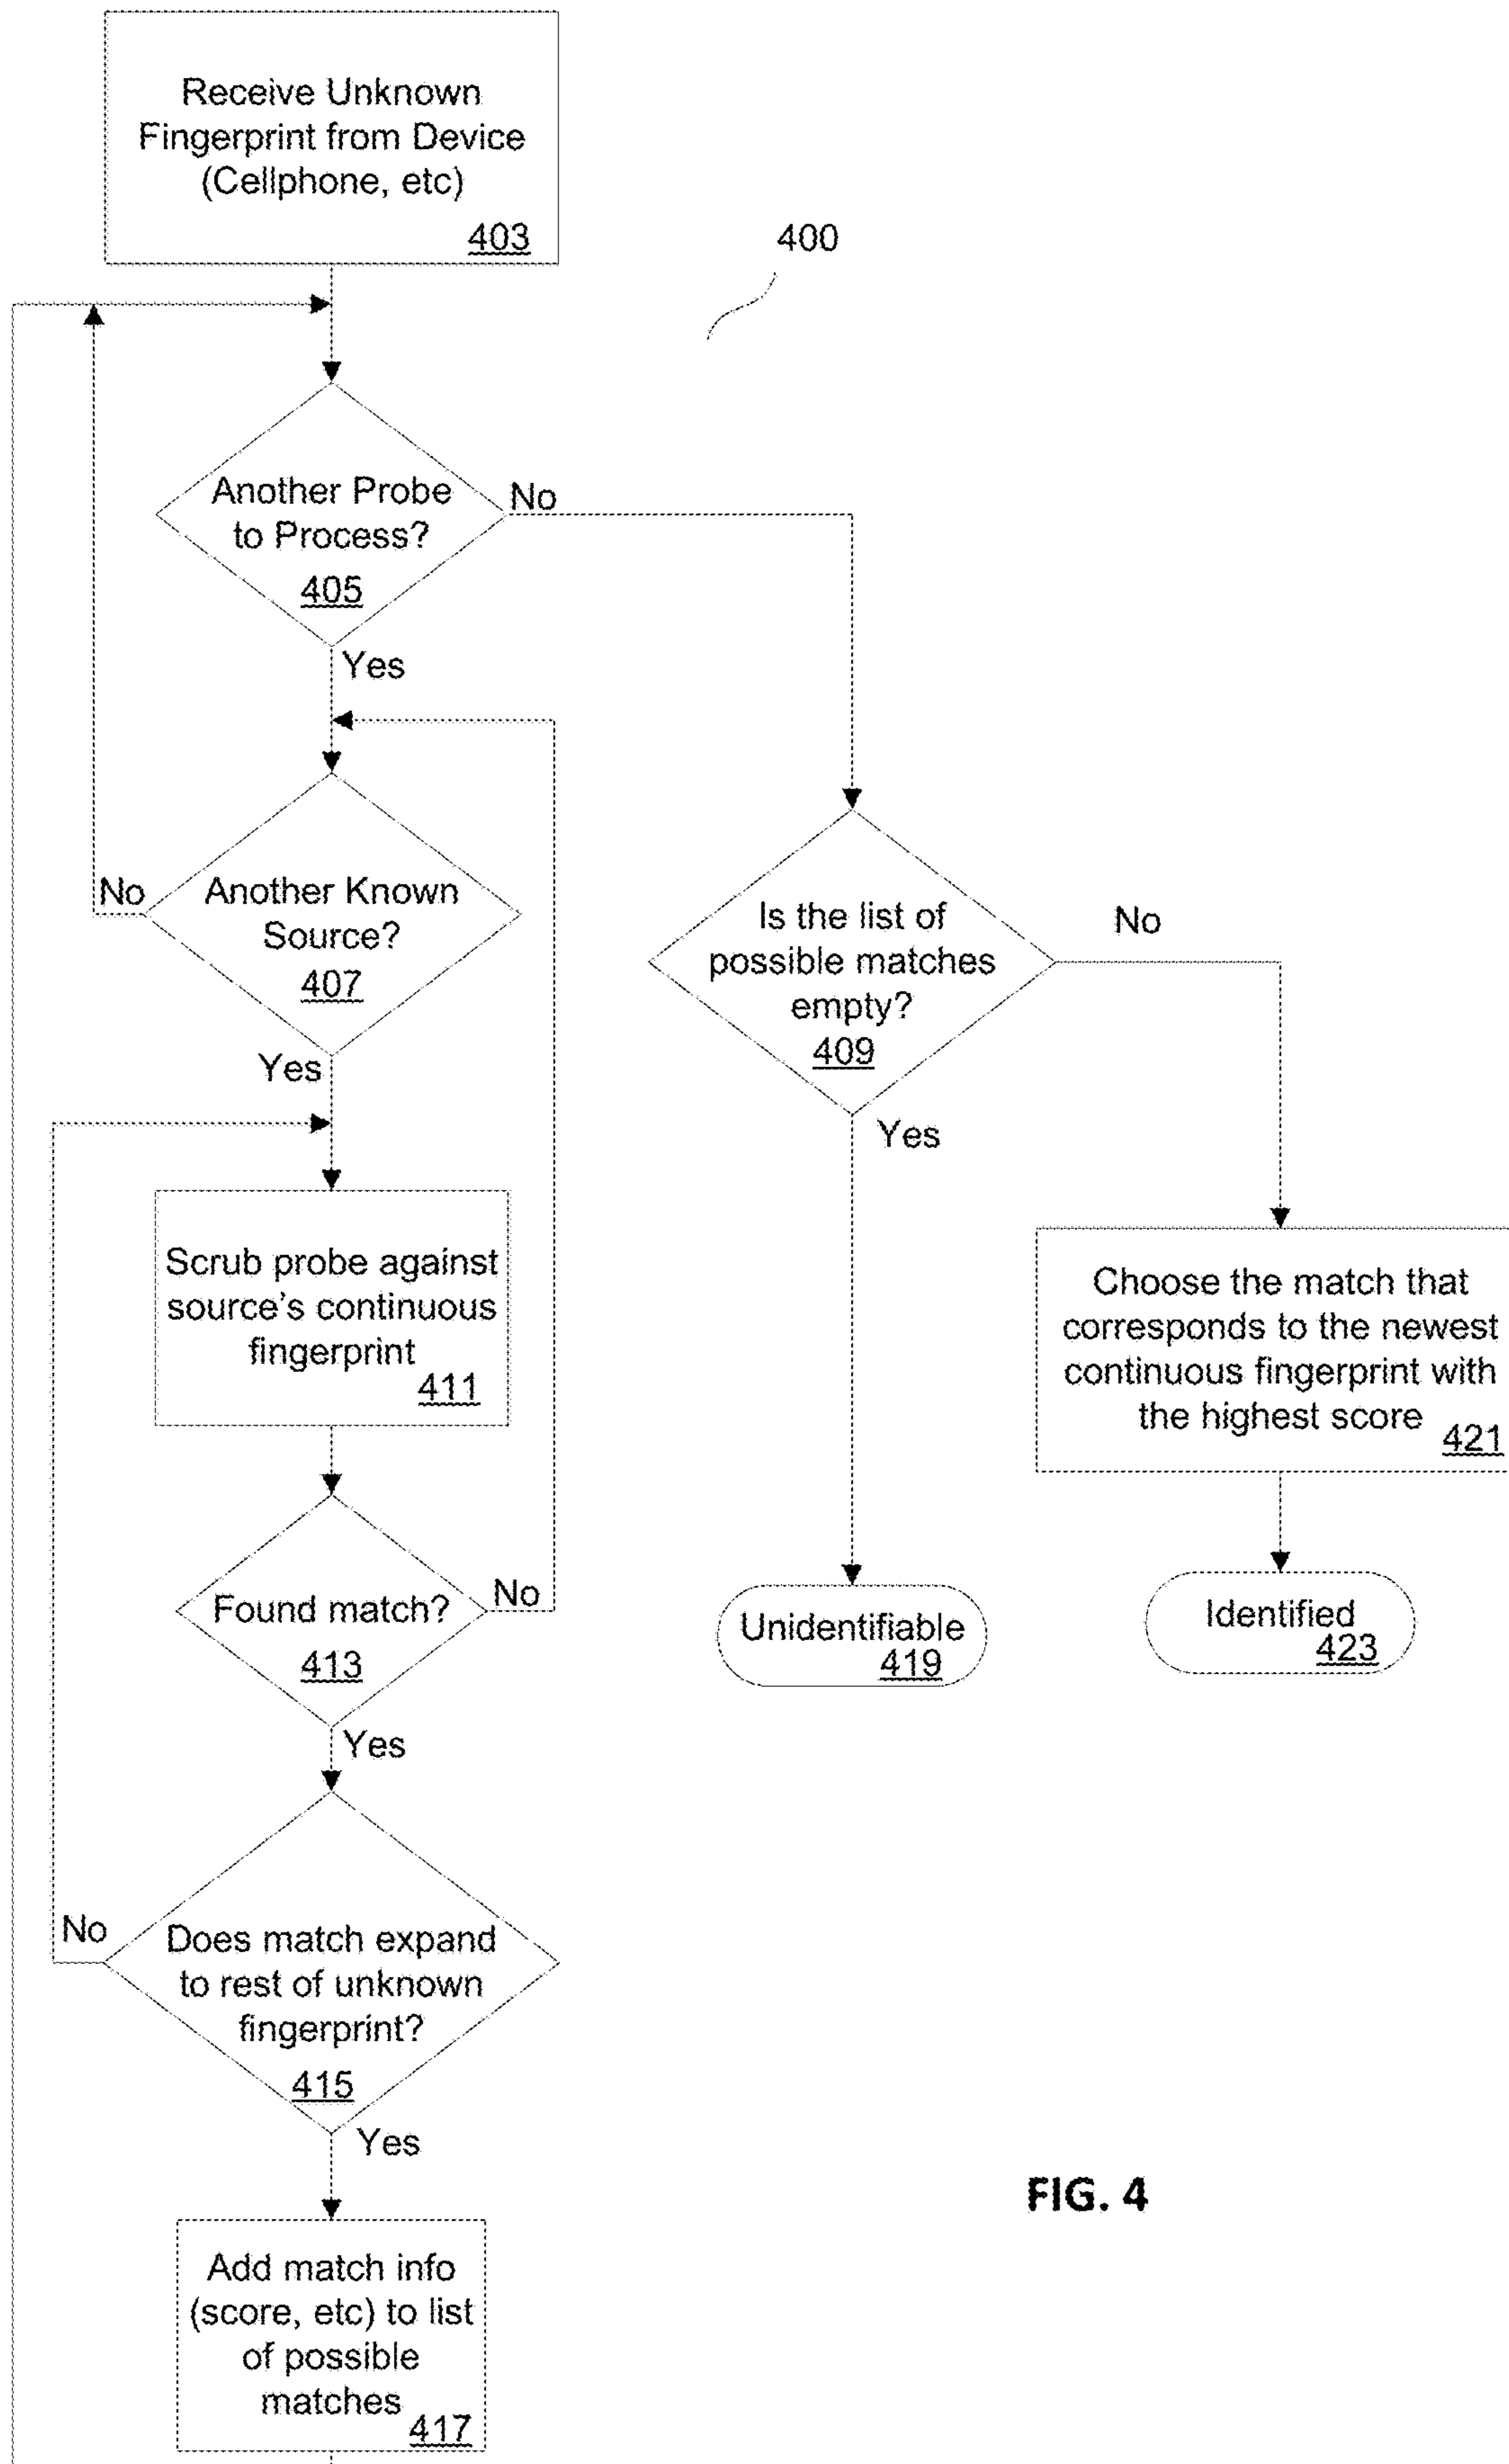 Receive Unknown
Fingerprint from Device
(Cellphone, etc)
403
400
Another Probe
to Process?
405
No
Yes
Another Known
Source?
407
No
Yes
Is the list of
possible matches
empty?
409
No
Yes
Scrub probe against
source's continuous
fingerprint
411
Choose the match that
corresponds to the newest
continuous fingerprint with
the highest score
421
Found match?
413
No
Yes
Unidentifiable
419
Identified
423
Does match expand
to rest of unknown
fingerprint?
415
No
Yes
Add match info
(score, etc) to list
of possible
matches
417
FIG. 4